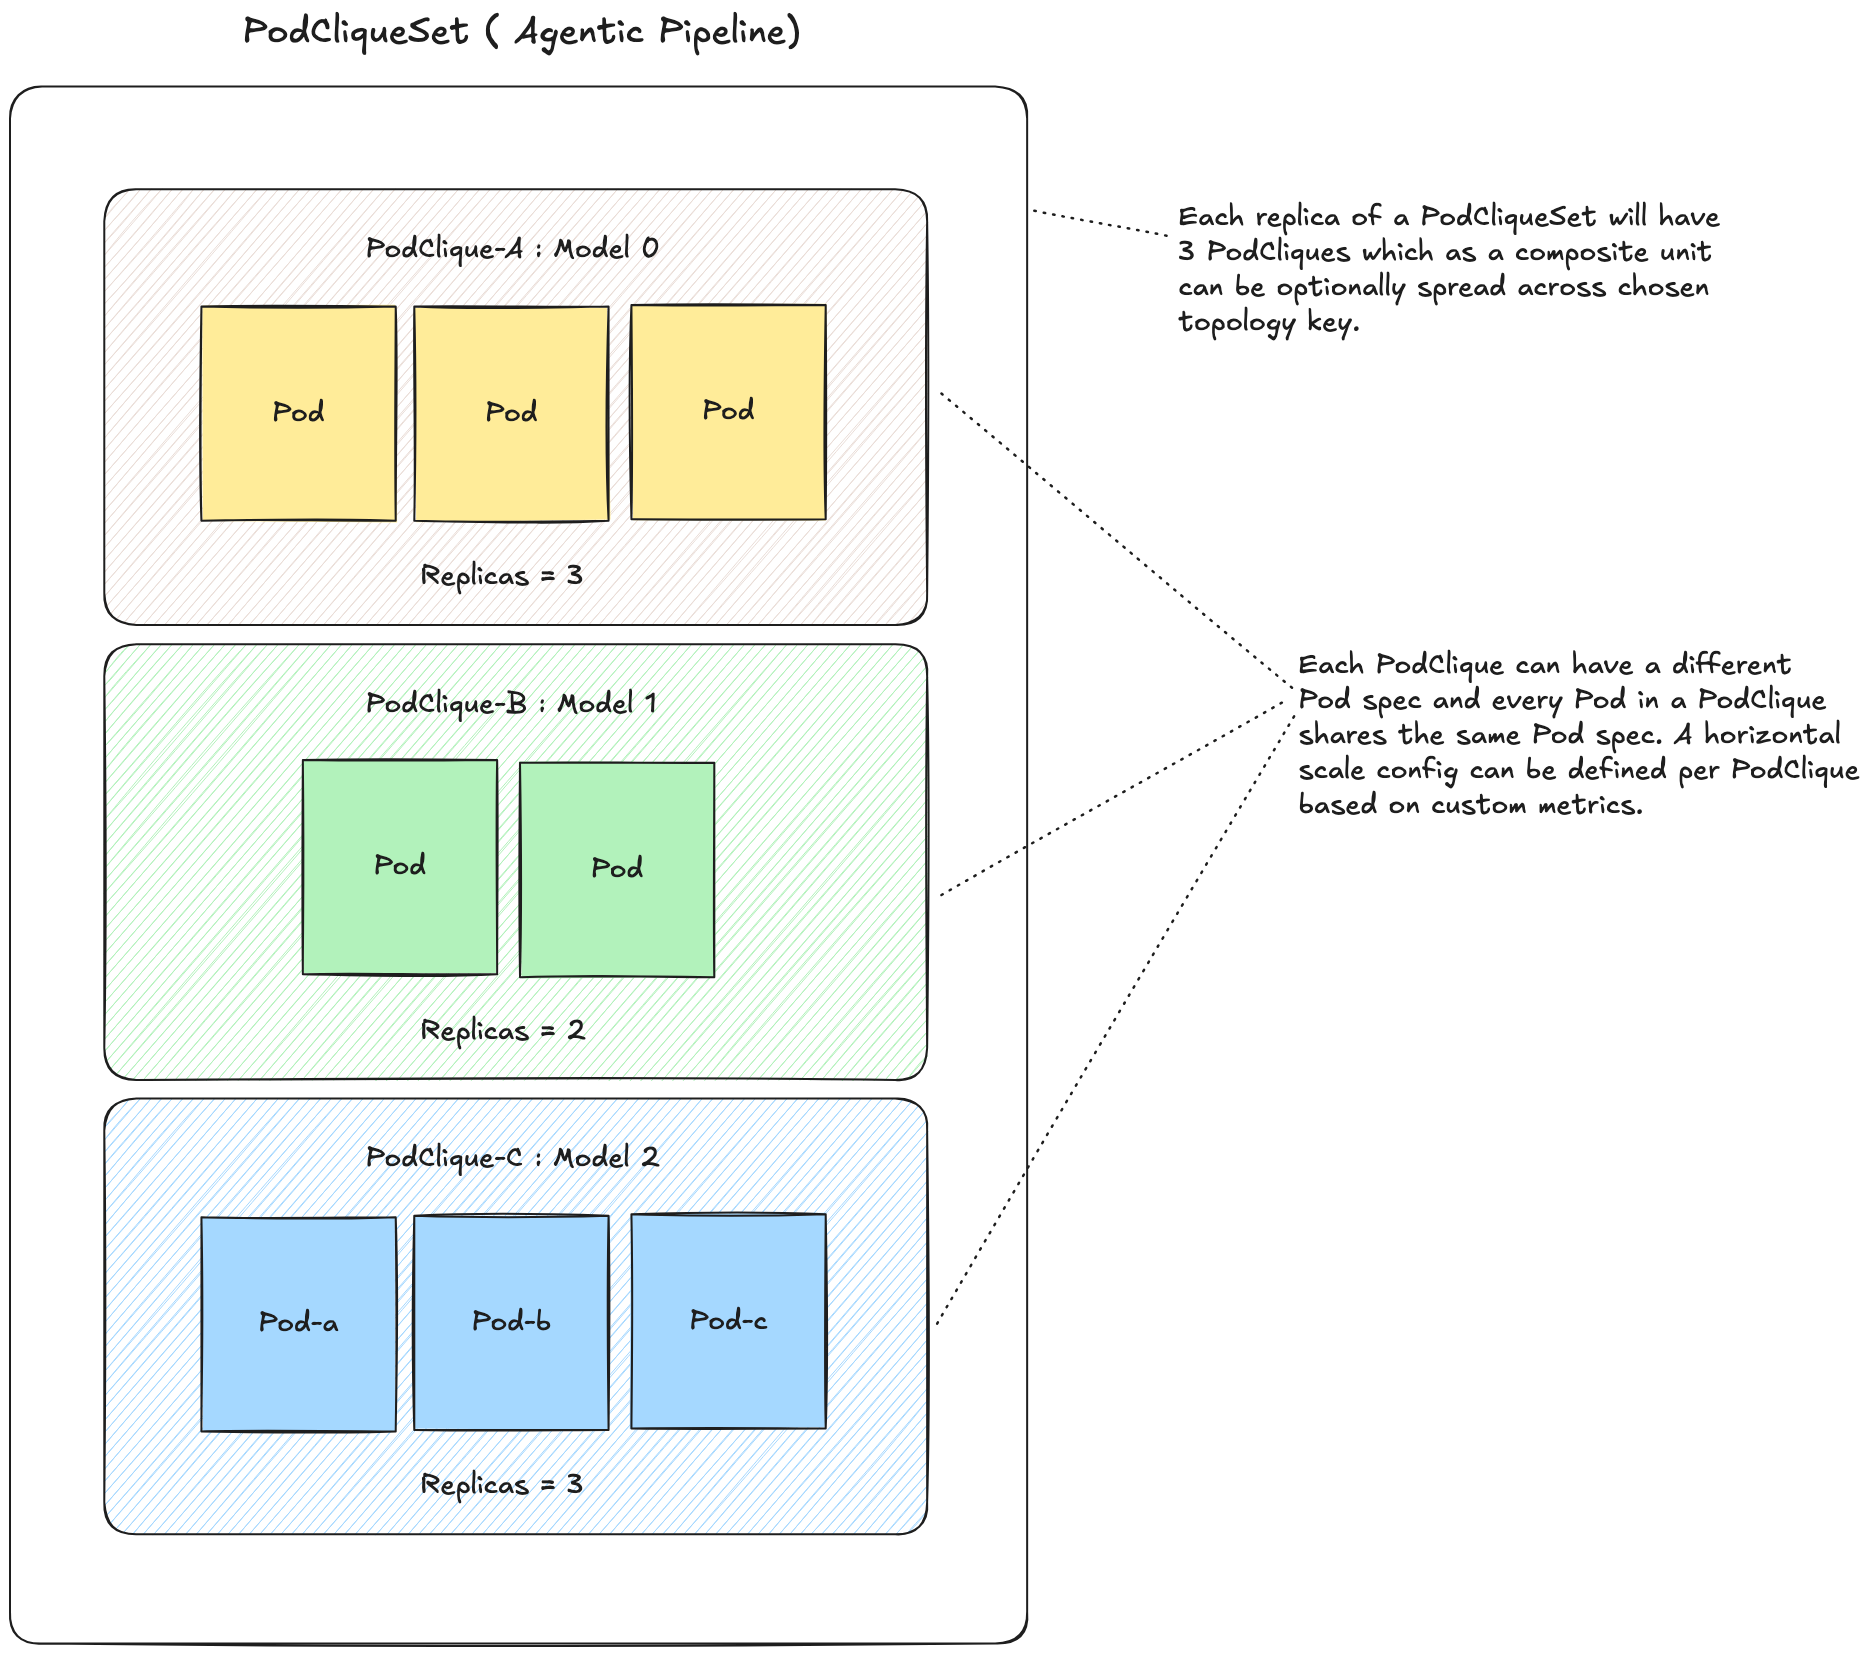 PodCliqueSet ( Agentic Pipeline)
PodClique-A : Model 0
Pod
Pod
Pod
Replicas = 3
PodClique-B : Model 1
Pod
Pod
Replicas = 2
PodClique-C : Model 2
Pod-a
Pod-b
Pod-c
Replicas = 3
Each replica of a PodCliqueSet will have
3 PodCliques which as a composite unit
can be optionally spread across chosen
topology key.
Each PodClique can have a different
Pod spec and every Pod in a PodClique
shares the same Pod spec. A horizontal
scale config can be defined per PodClique
based on custom metrics.